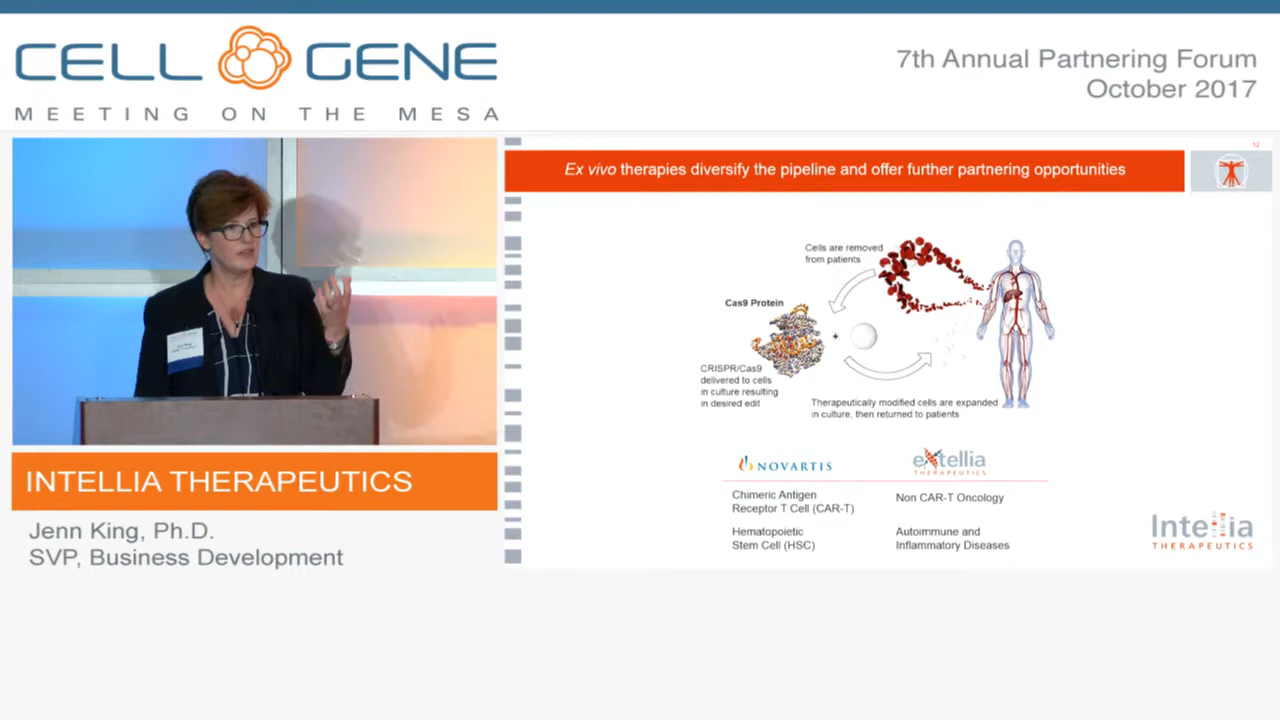 CELL GENE
MEETING ON THE MESA
7th Annual Partnering Forum
October 2017
12
Ex vivo therapies diversify the pipeline and offer further partnering opportunities
Cells are removed
from patients
Cas9 Protein
+
CRISPR/Cas9
delivered to cells
in culture resulting
in desired edit
Therapeutically modified cells are expanded
in culture, then returned to patients
NOVARTIS
eXtellia
THERAPEUTICS
Chimeric Antigen
Receptor T Cell (CAR-T)
Non CAR-T Oncology
Hematopoietic
Stem Cell (HSC)
Autoimmune and
Inflammatory Diseases
Intellia
THERAPEUTICS
INTELLIA THERAPEUTICS
Jenn King, Ph.D.
SVP, Business Development